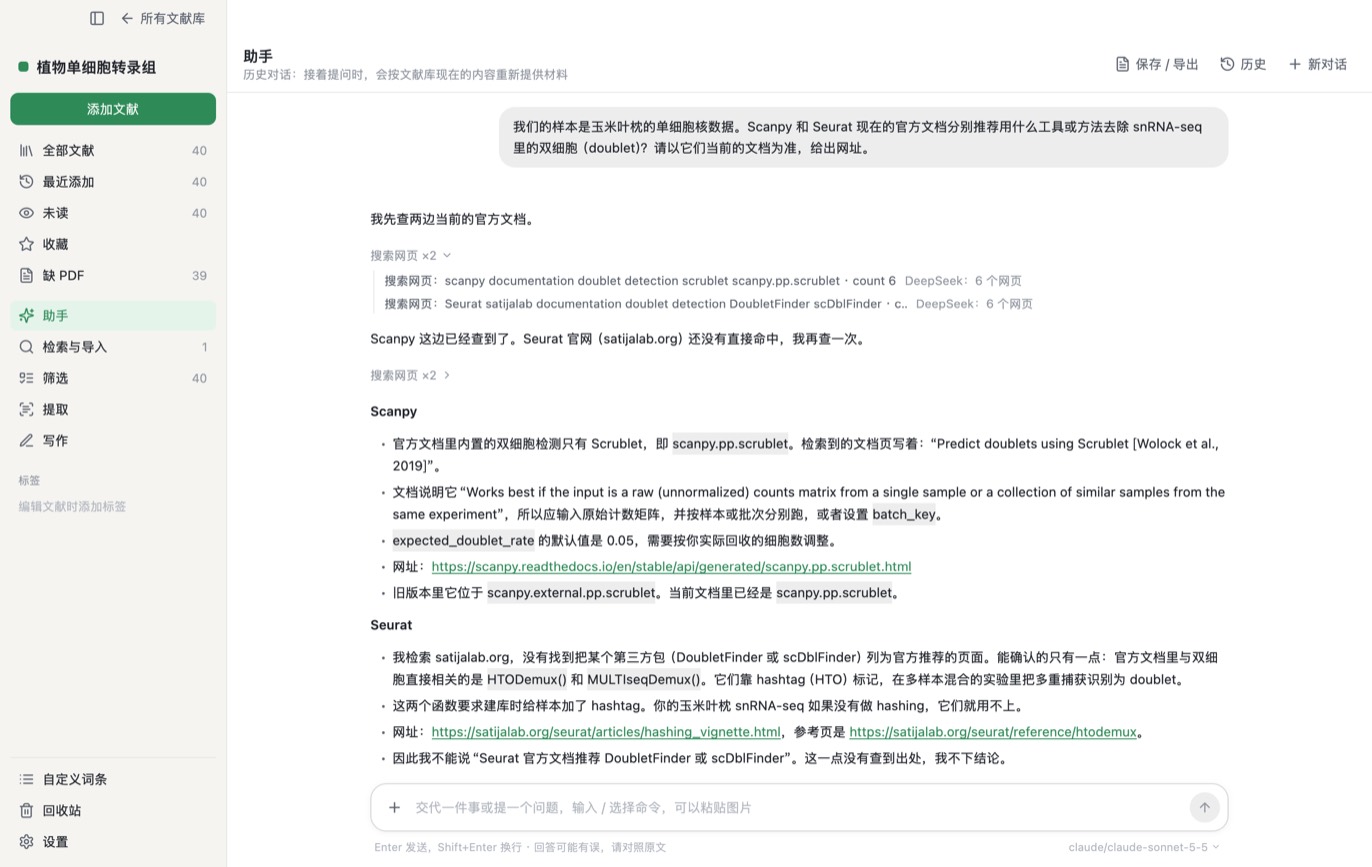 ← 所有文献库
植物单细胞转录组
添加文献
全部文献 40
最近添加 40
未读 40
收藏
缺 PDF 39
助手
检索与导入 1
筛选 40
提取
写作
标签
编辑文献时添加标签
自定义词条
回收站
设置
助手
历史对话：接着提问时，会按文献库现在的内容重新提供材料
保存 / 导出 历史 + 新对话
我们的样本是玉米叶枕的单细胞核数据。Scanpy 和 Seurat 现在的官方文档分别推荐用什么工具或方法去除 snRNA-seq
里的双细胞（doublet）？请以它们当前的文档为准，给出网址。
我先查两边当前的官方文档。
搜索网页 ×2
搜索网页： scanpy documentation doublet detection scrublet scanpy.pp.scrublet · count 6 DeepSeek：6 个网页
搜索网页： Seurat satijalab documentation doublet detection DoubletFinder scDblFinder · c.. DeepSeek：6 个网页
Scanpy 这边已经查到了。Seurat 官网（satijalab.org）还没有直接命中，我再查一次。
搜索网页 ×2
Scanpy
• 官方文档里内置的双细胞检测只有 Scrublet，即 scanpy.pp.scrublet。检索到的文档页写着：“Predict doublets using Scrublet [Wolock et al.,
2019]”。
• 文档说明它“Works best if the input is a raw (unnormalized) counts matrix from a single sample or a collection of similar samples from the
same experiment”，所以应输入原始计数矩阵，并按样本或批次分别跑，或者设置 batch_key。
• expected_doublet_rate 的默认值是 0.05，需要按你实际回收的细胞数调整。
• 网址：https://scanpy.readthedocs.io/en/stable/api/generated/scanpy.pp.scrublet.html
• 旧版本里它位于 scanpy.external.pp.scrublet。当前文档里已经是 scanpy.pp.scrublet。
Seurat
• 我检索 satijalab.org，没有找到把某个第三方包（DoubletFinder 或 scDblFinder）列为官方推荐的页面。能确认的只有一点：官方文档里与双细
胞直接相关的是 HTODemux() 和 MULTIseqDemux()。它们靠 hashtag（HTO）标记，在多样本混合的实验里把多重捕获识别为 doublet。
• 这两个函数要求建库时给样本加了 hashtag。你的玉米叶枕 snRNA-seq 如果没有做 hashing，它们就用不上。
• 网址：https://satijalab.org/seurat/articles/hashing_vignette.html，参考页是 https://satijalab.org/seurat/reference/htodemux。
• 因此我不能说“Seurat 官方文档推荐 DoubletFinder 或 scDblFinder”。这一点没有查到出处，我不下结论。
+ 交代一件事或提一个问题，输入 / 选择命令，可以粘贴图片
Enter 发送，Shift+Enter 换行 · 回答可能有误，请对照原文
claude/claude-sonnet-5-5